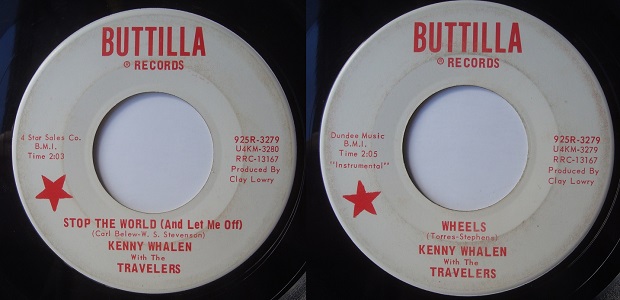 BUTTILLA
® RECORDS
4 Star Sales Co.
B.M.I.
Time 2:03
925R-3279
U4KM-3280
RRC-13167
Produced By
Clay Lowry
STOP THE WORLD (And Let Me Off)
(Carl Belew-W. S. Stevenson)
KENNY WHALEN
With The
TRAVELERS
BUTTILLA
® RECORDS
Dundee Music
B.M.I.
Time 2:05
"Instrumental"
925R-3279
U4KM-3279
RRC-13167
Produced By
Clay Lowry
WHEELS
(Torres-Stephens)
KENNY WHALEN
With The
TRAVELERS